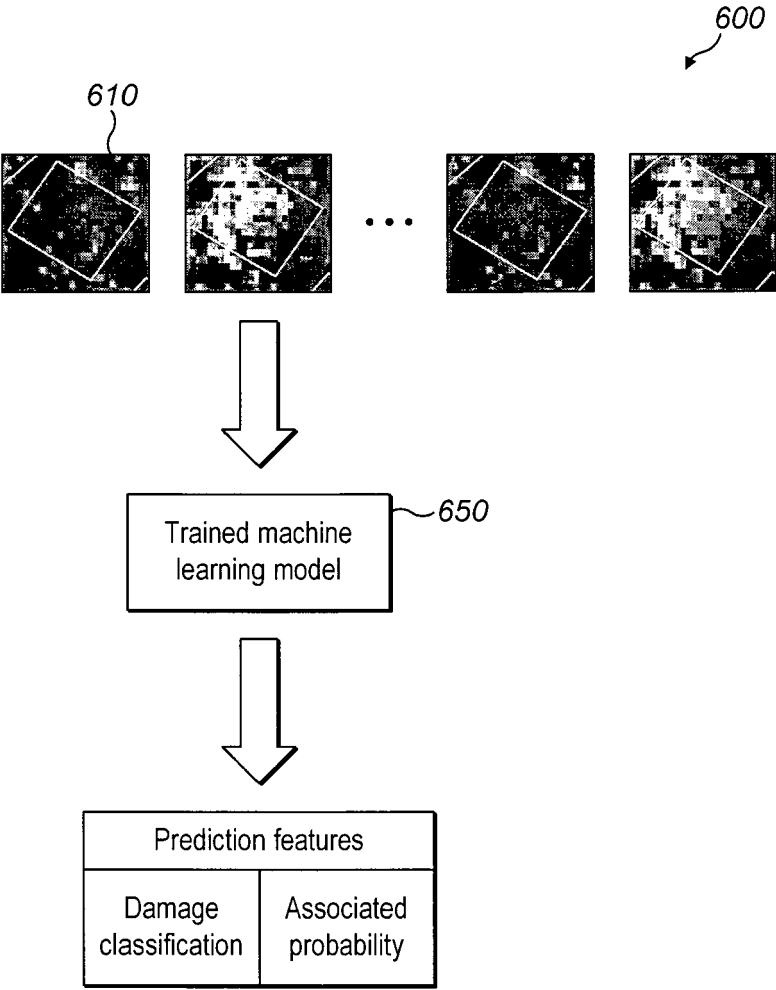 600
610
• • •
Trained machine
learning model
650
Prediction features
Damage
classification
Associated
probability